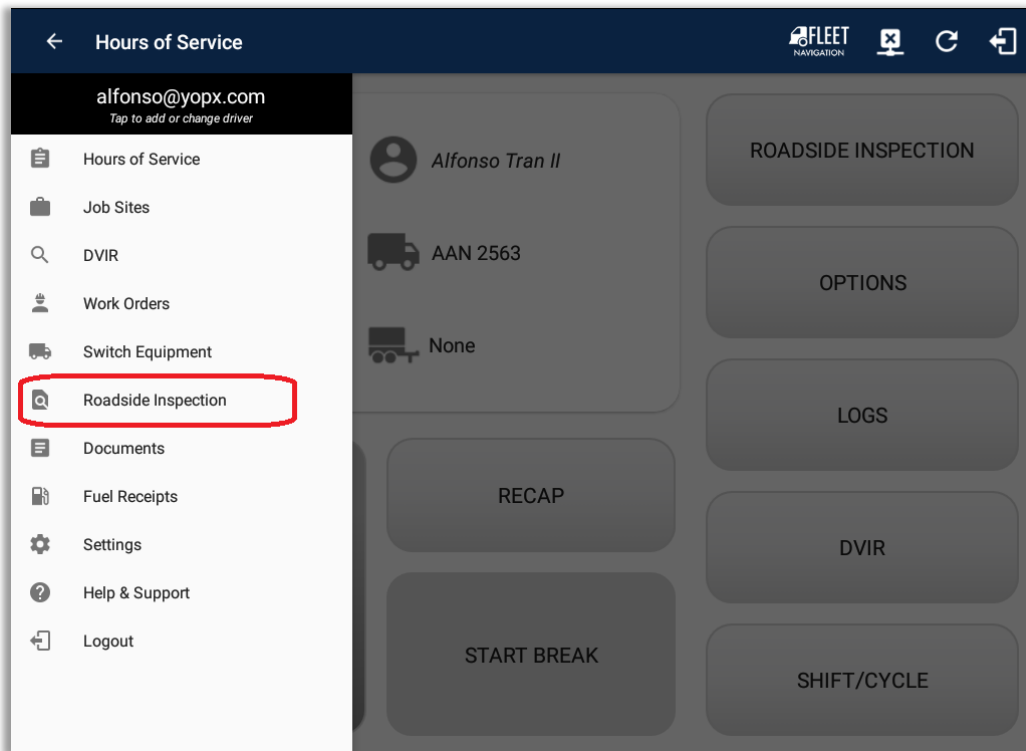 Hours of Service
FLEET
NAVIGATION
alfonso@yopx.com
Tap to add or change driver
Hours of Service
Job Sites
DVIR
Work Orders
Switch Equipment
Roadside Inspection
Documents
Fuel Receipts
Settings
Help & Support
Logout
Alfonso Tran II
AAN 2563
None
RECAP
START BREAK
ROADSIDE INSPECTION
OPTIONS
LOGS
DVIR
SHIFT/CYCLE